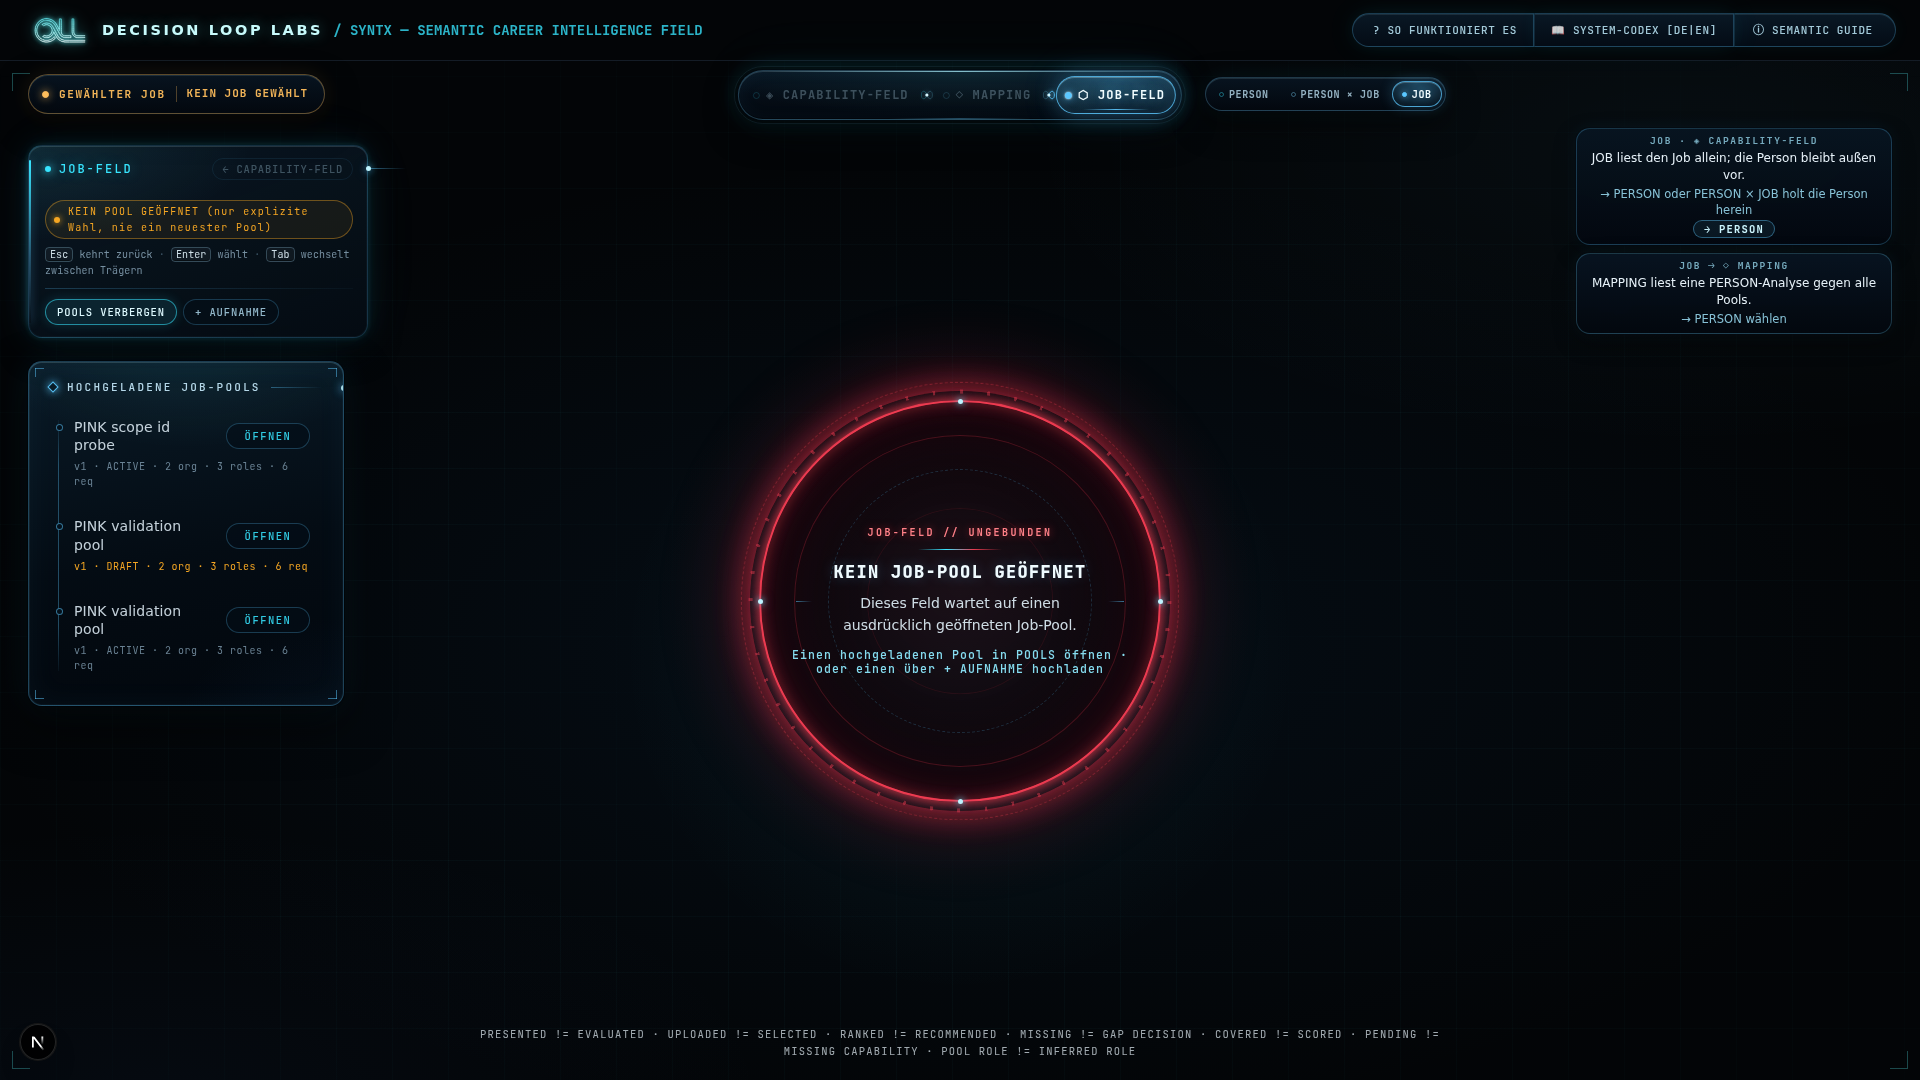 DECISION LOOP LABS / SYNTX — SEMANTIC CAREER INTELLIGENCE FIELD
? SO FUNKTIONIERT ES
SYSTEM-CODEX [DE|EN]
ⓘ SEMANTIC GUIDE
GEWÄHLTER JOB | KEIN JOB GEWÄHLT
◈ CAPABILITY-FELD
◇ MAPPING
⬡ JOB-FELD
PERSON
PERSON × JOB
JOB
JOB-FELD
← CAPABILITY-FELD
KEIN POOL GEÖFFNET (nur explizite
Wahl, nie ein neuester Pool)
Esc kehrt zurück · Enter wählt · Tab wechselt
zwischen Trägern
POOLS VERBERGEN
+ AUFNAHME
HOCHGELADENE JOB-POOLS
PINK scope id
probe
ÖFFNEN
v1 · ACTIVE · 2 org · 3 roles · 6
req
PINK validation
pool
ÖFFNEN
v1 · DRAFT · 2 org · 3 roles · 6 req
PINK validation
pool
ÖFFNEN
v1 · ACTIVE · 2 org · 3 roles · 6
req
JOB · ◈ CAPABILITY-FELD
JOB liest den Job allein; die Person bleibt außen
vor.
→ PERSON oder PERSON × JOB holt die Person
herein
→ PERSON
JOB → ◇ MAPPING
MAPPING liest eine PERSON-Analyse gegen alle
Pools.
→ PERSON wählen
JOB-FELD // UNGEBUNDEN
KEIN JOB-POOL GEÖFFNET
Dieses Feld wartet auf einen
ausdrücklich geöffneten Job-Pool.
Einen hochgeladenen Pool in POOLS öffnen ·
oder einen über + AUFNAHME hochladen
N
PRESENTED != EVALUATED · UPLOADED != SELECTED · RANKED != RECOMMENDED · MISSING != GAP DECISION · COVERED != SCORED · PENDING !=
MISSING CAPABILITY · POOL ROLE != INFERRED ROLE